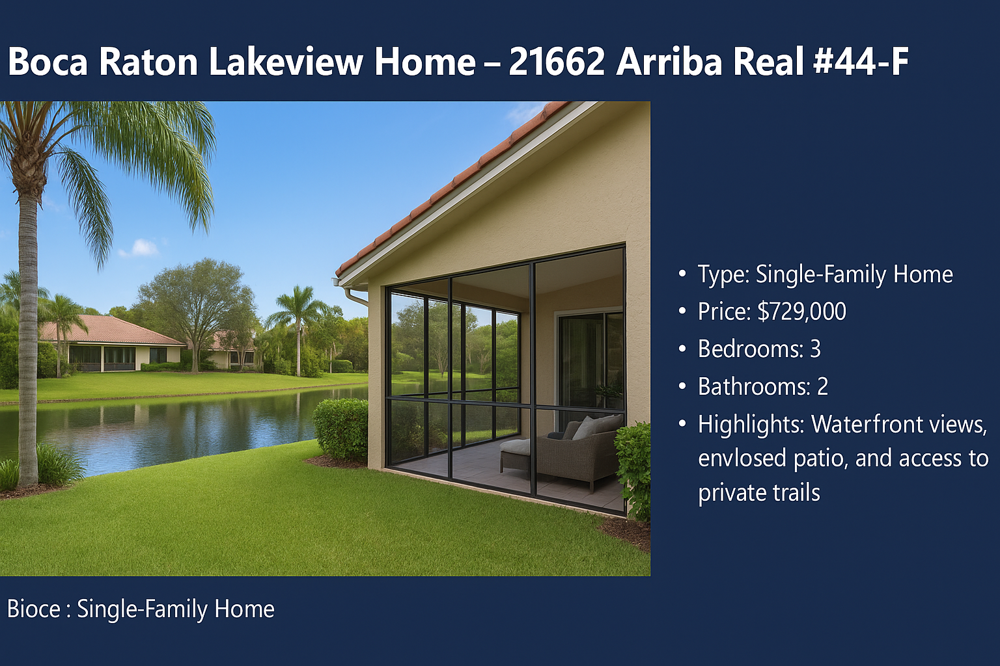 Boca Raton Lakeview Home – 21662 Arriba Real #44-F
• Type: Single-Family Home
• Price: $729,000
• Bedrooms: 3
• Bathrooms: 2
• Highlights: Waterfront views,
envlosed patio, and access to
private trails
Bioce : Single-Family Home